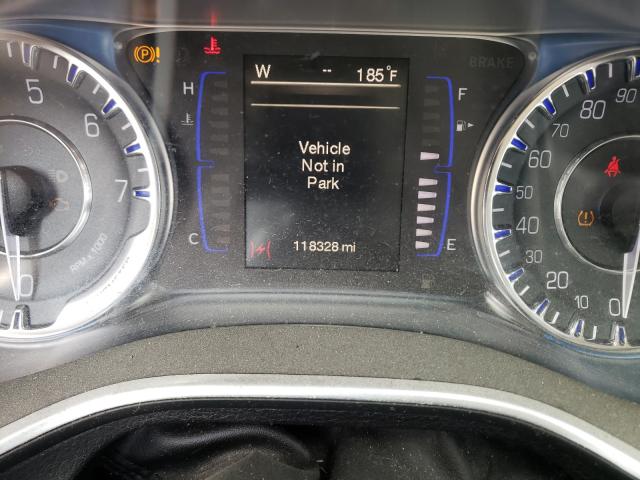 BRAKE
W -- 185°F
H
F
5
6
7
0
RPM x 1000
Vehicle
Not in
Park
C
E
118328 mi
90
80
70
60
50
40
30
20
10
0